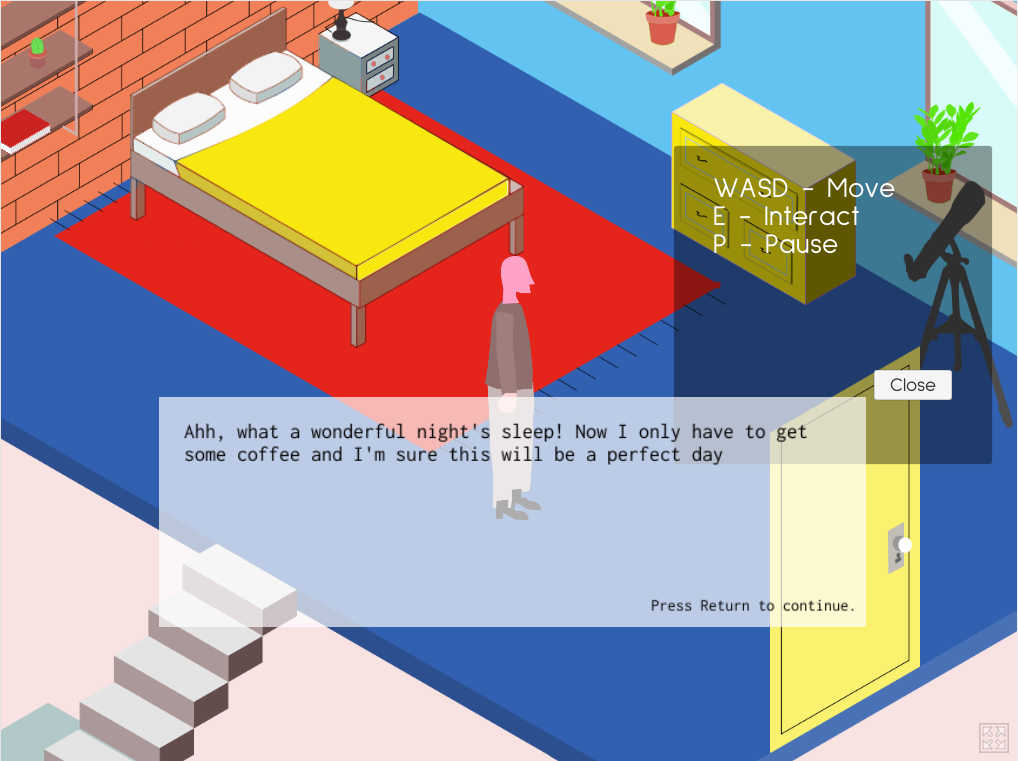 WASD - Move
E - Interact
P - Pause
Close
Ahh, what a wonderful night's sleep! Now I only have to get
some coffee and I'm sure this will be a perfect day
Press Return to continue.